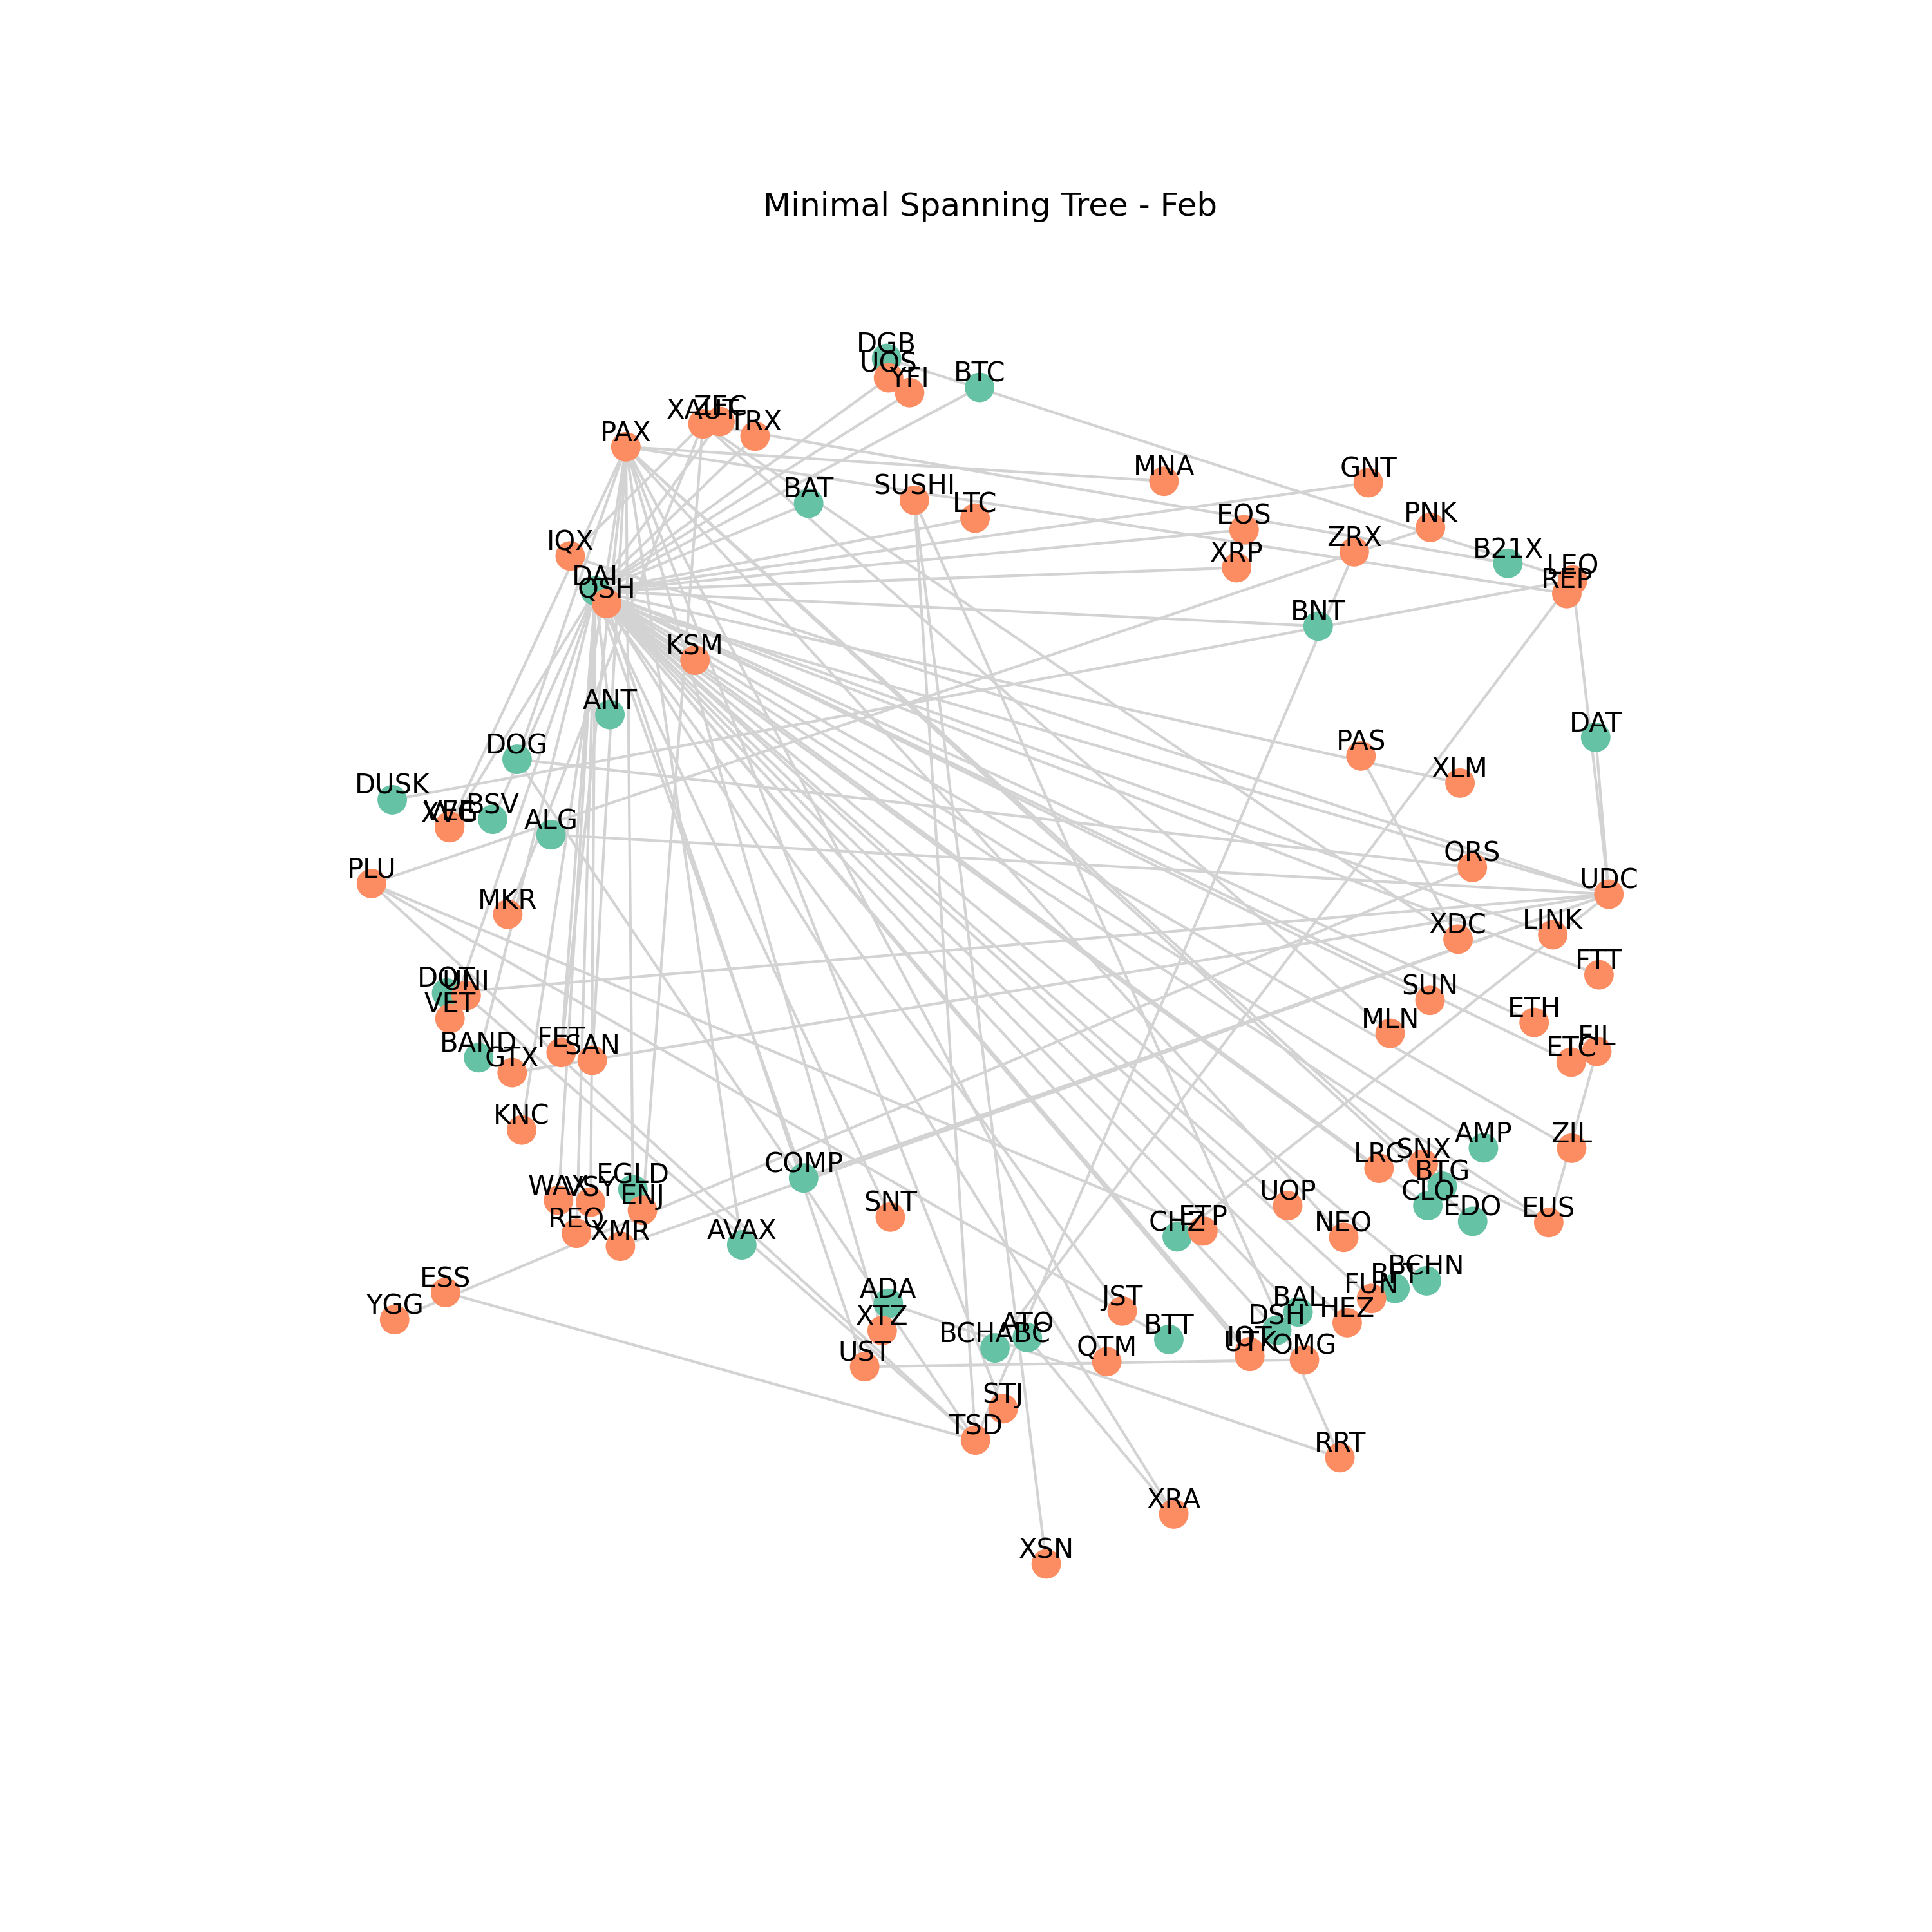 Minimal Spanning Tree - Feb
DGB
UOS
YFI
BTC
ZEC
TRX
PAX
MNA
GNT
BAT
SUSHI
LTC
EOS
PNK
ZRX
IQX
XRP
B21X
LEO
REP
DAI
QSH
BNT
KSM
ANT
DAT
DOG
PAS
XLM
DUSK
BSV
ALG
ORS
PLU
UDC
MKR
LINK
XDC
FTT
DOT
UNI
SUN
VET
ETH
MLN
FET
SAN
BAND
GTX
FIL
ETC
KNC
AMP
ZIL
SNX
LRC
COMP
BTG
EGLD
WAX
VSY
ENJ
UOP
CLO
EDO
EUS
SNT
REQ
XMR
AVAX
CHZ
ETP
NEO
ESS
BCHN
FUN
ADA
YGG
JST
BAL
HEZ
DSH
XTZ
ATO
BTT
BCHABC
IOT
UTK
OMG
UST
QTM
STJ
TSD
RRT
XRA
XSN